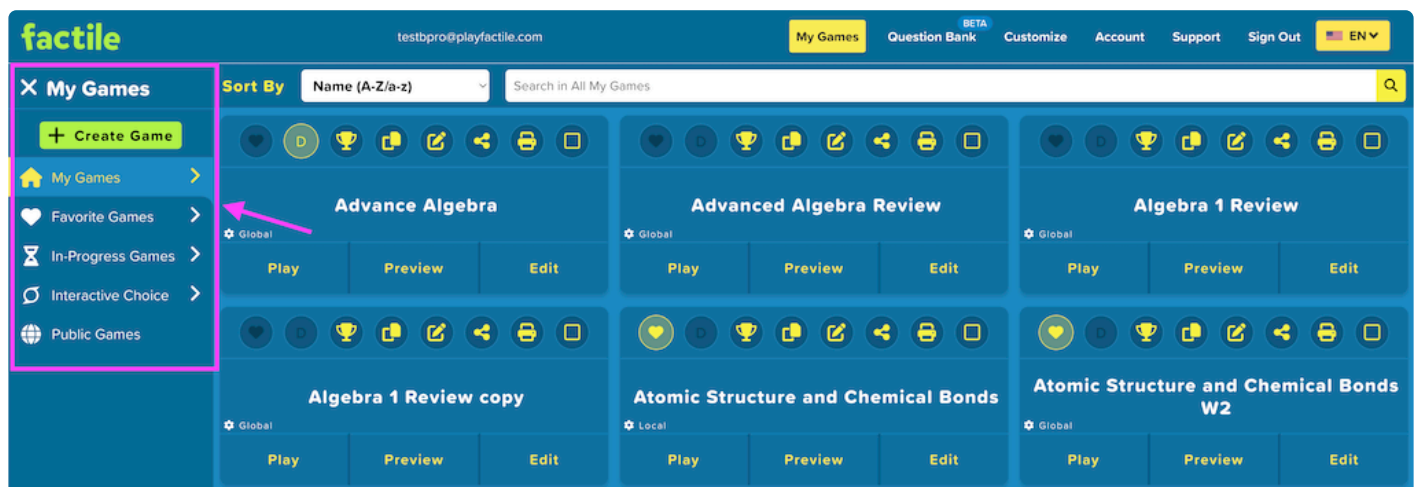 factile
testbpro@playfactile.com
My Games
Question Bank
BETA
Customize
Account
Support
Sign Out
EN
My Games
Sort By
Name (A-Z/a-z)
Search in All My Games
+ Create Game
My Games
Favorite Games
In-Progress Games
Interactive Choice
Public Games
D
D
D
Advance Algebra
Advanced Algebra Review
Algebra 1 Review
Global
Global
Global
Play Preview Edit
Play Preview Edit
Play Preview Edit
D
D
D
Algebra 1 Review copy
Atomic Structure and Chemical Bonds
Atomic Structure and Chemical Bonds
W2
Global
Local
Global
Play Preview Edit
Play Preview Edit
Play Preview Edit